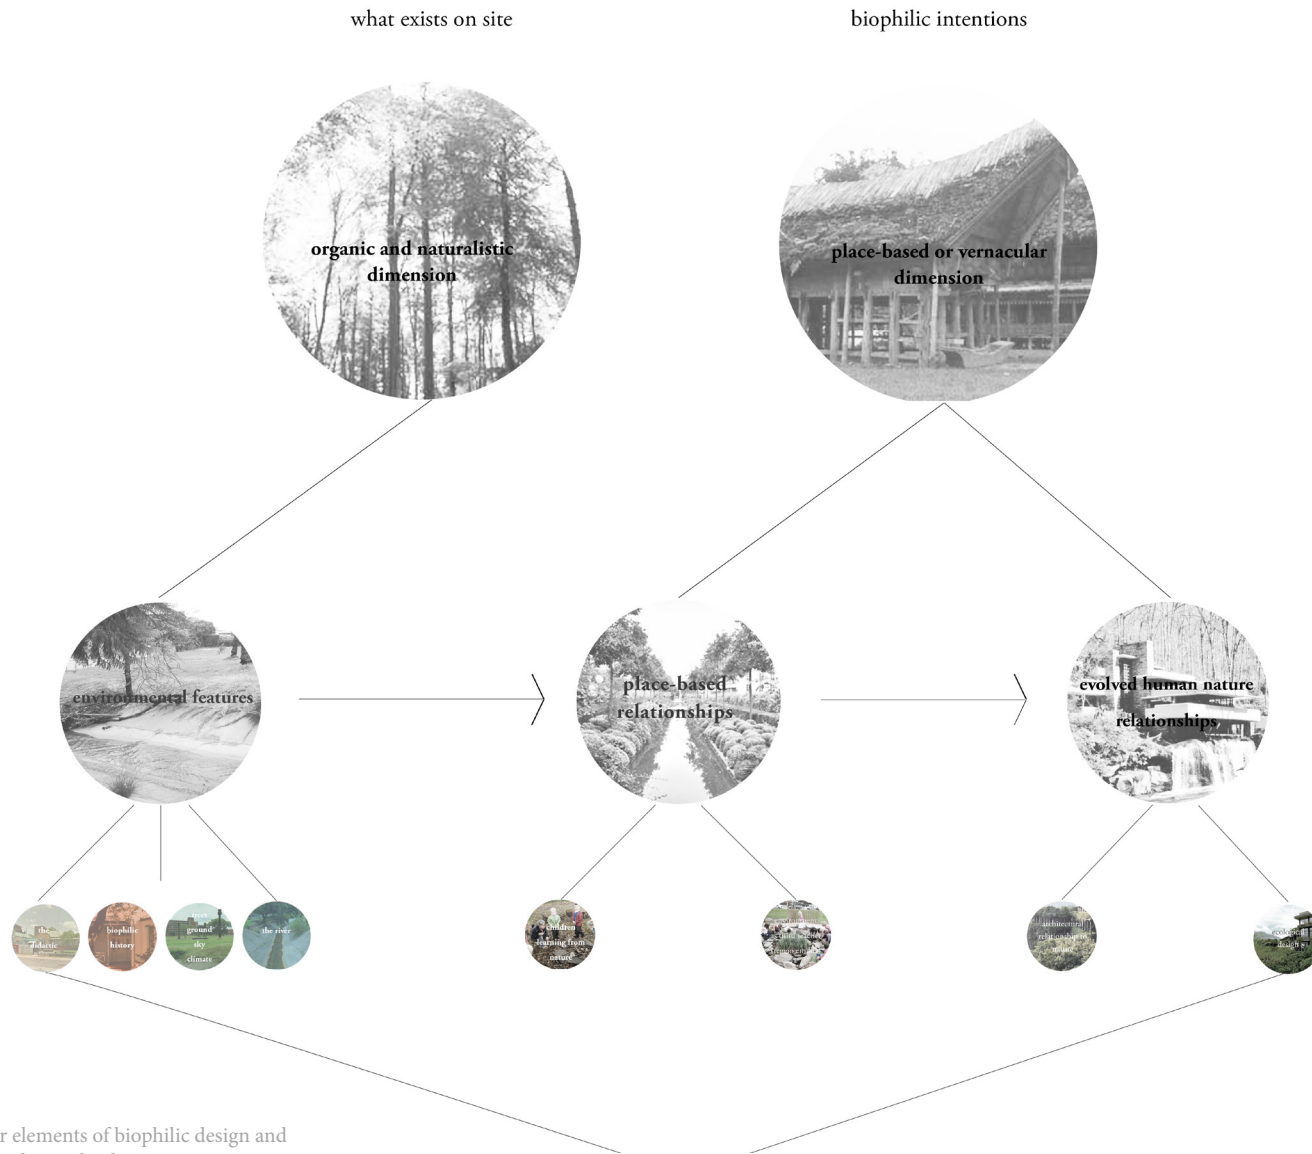 what exists on site
biophilic intentions
organic and naturalistic
dimension
place-based or vernacular
dimension
environmental features
place-based
relationships
evolved human nature
relationships
the
didactic
biophilic
history
trees
ground
sky
climate
the river
children
learning from
nature
architectural
relationship to
nature
ecological
design
r elements of biophilic design and